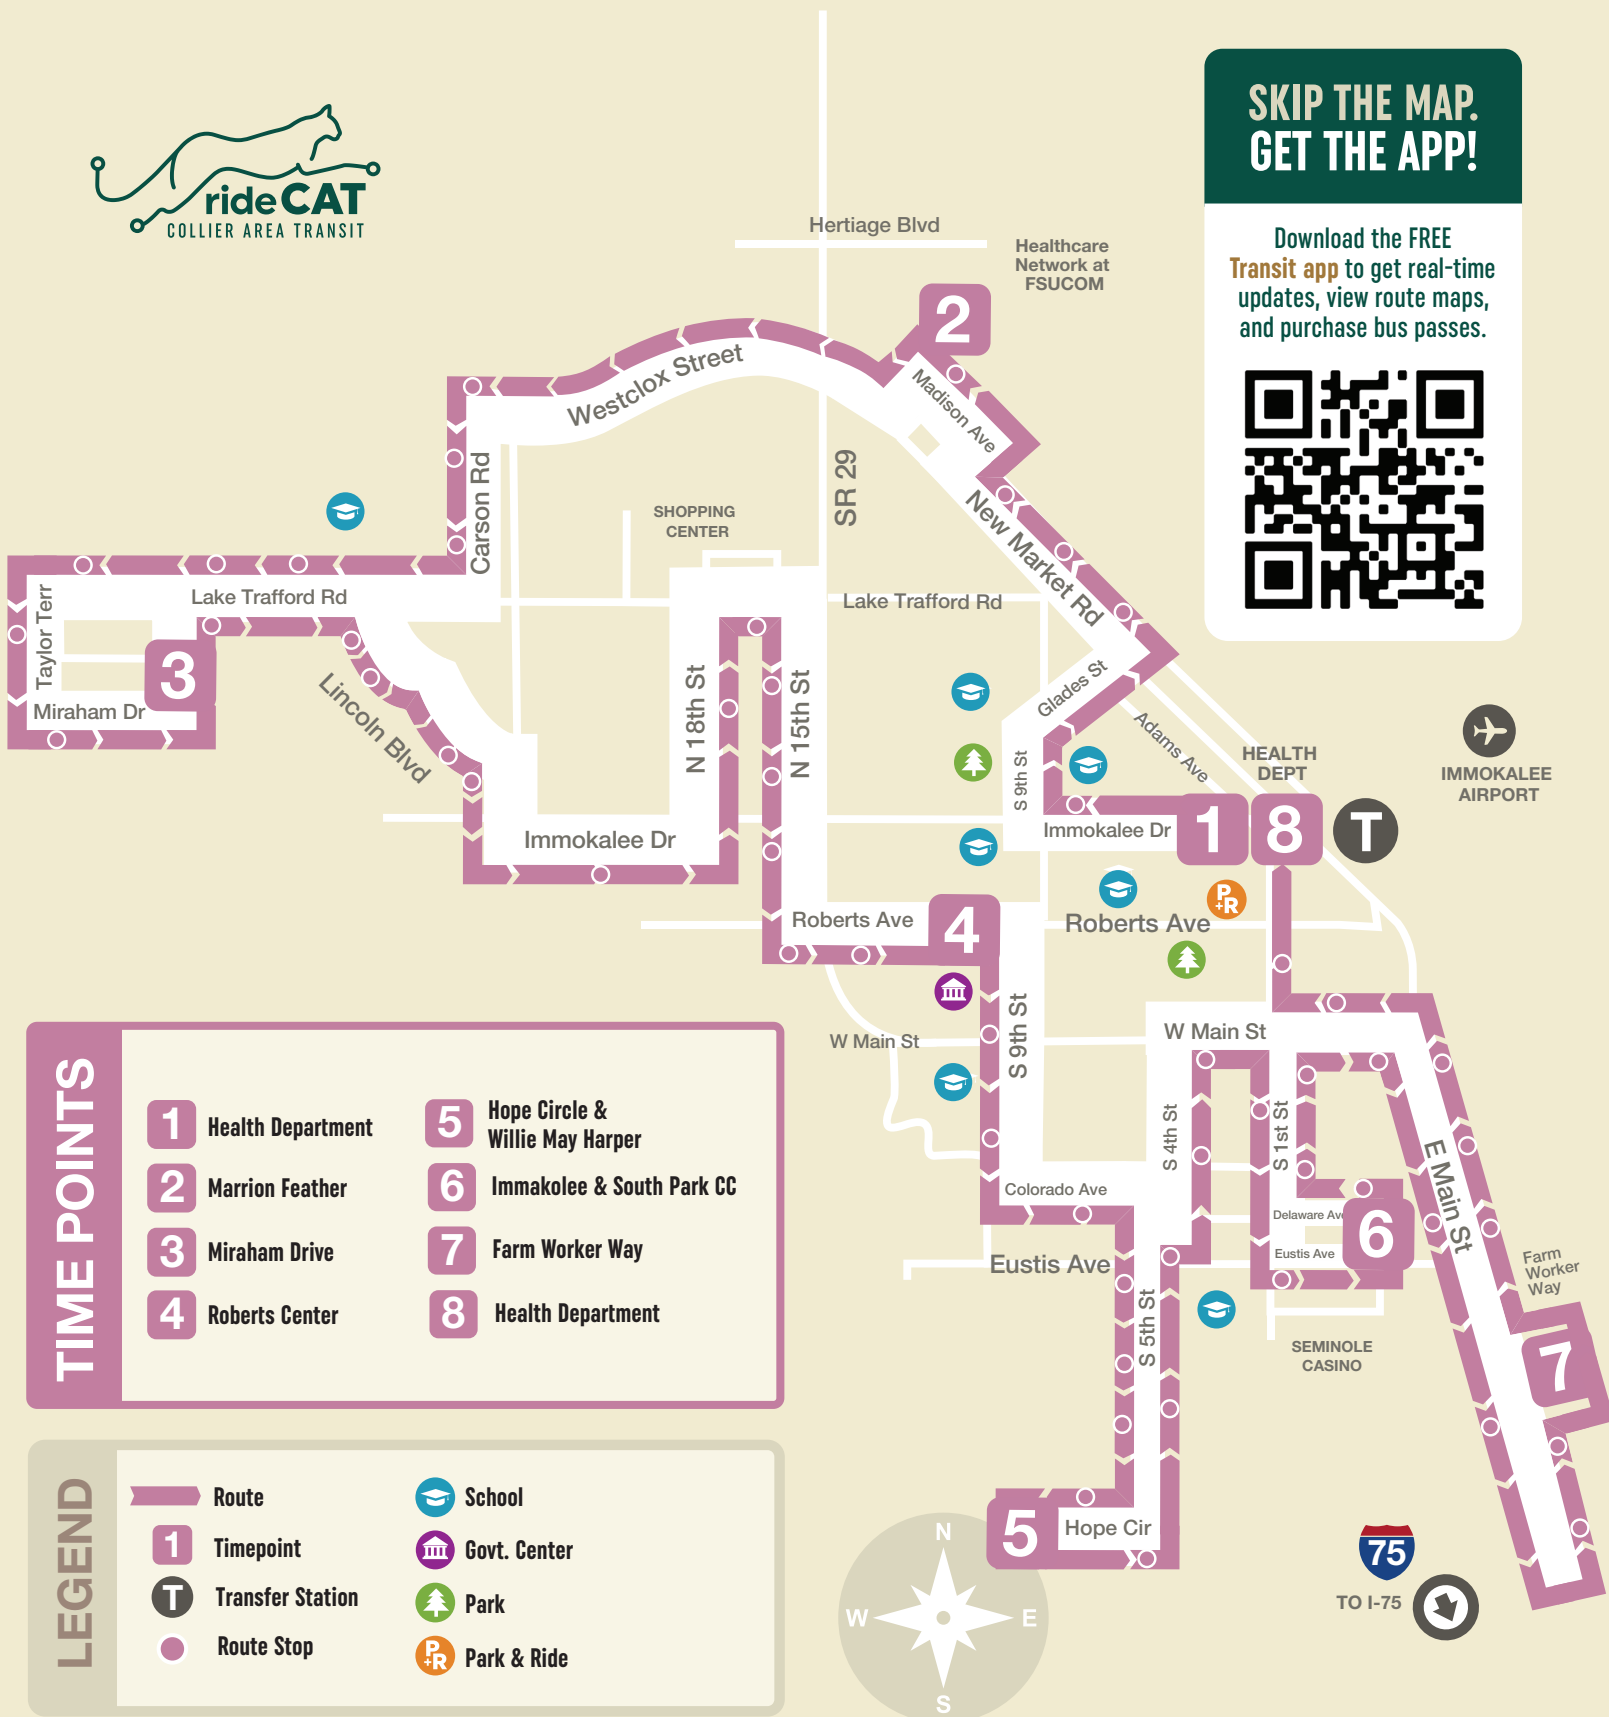 SKIP THE MAP.
GET THE APP!
Download the FREE
Transit app to get real-time
updates, view route maps,
and purchase bus passes.
rideCAT
COLLIER AREA TRANSIT
Hertiage Blvd
Healthcare
Network at
FSUCOM
2
Westclox Street
Madison Ave
Carson Rd
SR 29
SHOPPING
CENTER
New Market Rd
Lake Trafford Rd
Lake Trafford Rd
Taylor Terr
3
Miraham Dr
Lincoln Blvd
N 18th St
N 15th St
Glades St
Adams Ave
S 9th St
HEALTH
DEPT
IMMOKALEE
AIRPORT
Immokalee Dr
Immokalee Dr
1
8
T
P
+R
Roberts Ave
4
Roberts Ave
W Main St
S 9th St
W Main St
S 4th St
S 1st St
E Main St
Colorado Ave
Delaware Ave
6
Eustis Ave
Eustis Ave
Farm
Worker
Way
S 5th St
SEMINOLE
CASINO
7
5
Hope Cir
75
TO I-75
N
W
E
S
TIME POINTS
1
Health Department
2
Marrion Feather
3
Miraham Drive
4
Roberts Center
5
Hope Circle &
Willie May Harper
6
Immakolee & South Park CC
7
Farm Worker Way
8
Health Department
LEGEND
Route
1
Timepoint
T
Transfer Station
Route Stop
School
Govt. Center
Park
P
+R
Park & Ride